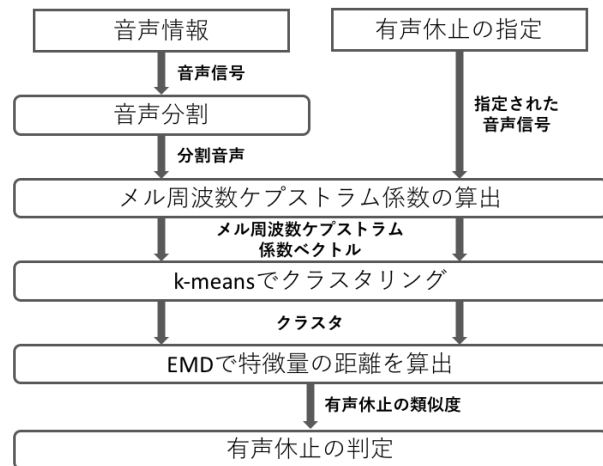 音声情報
有声休止の指定
音声信号
音声分割
指定された
音声信号
分割音声
メル周波数ケプストラム係数の算出
メル周波数ケプストラム
係数ベクトル
k-meansでクラスタリング
クラスタ
EMDで特徴量の距離を算出
有声休止の類似度
有声休止の判定